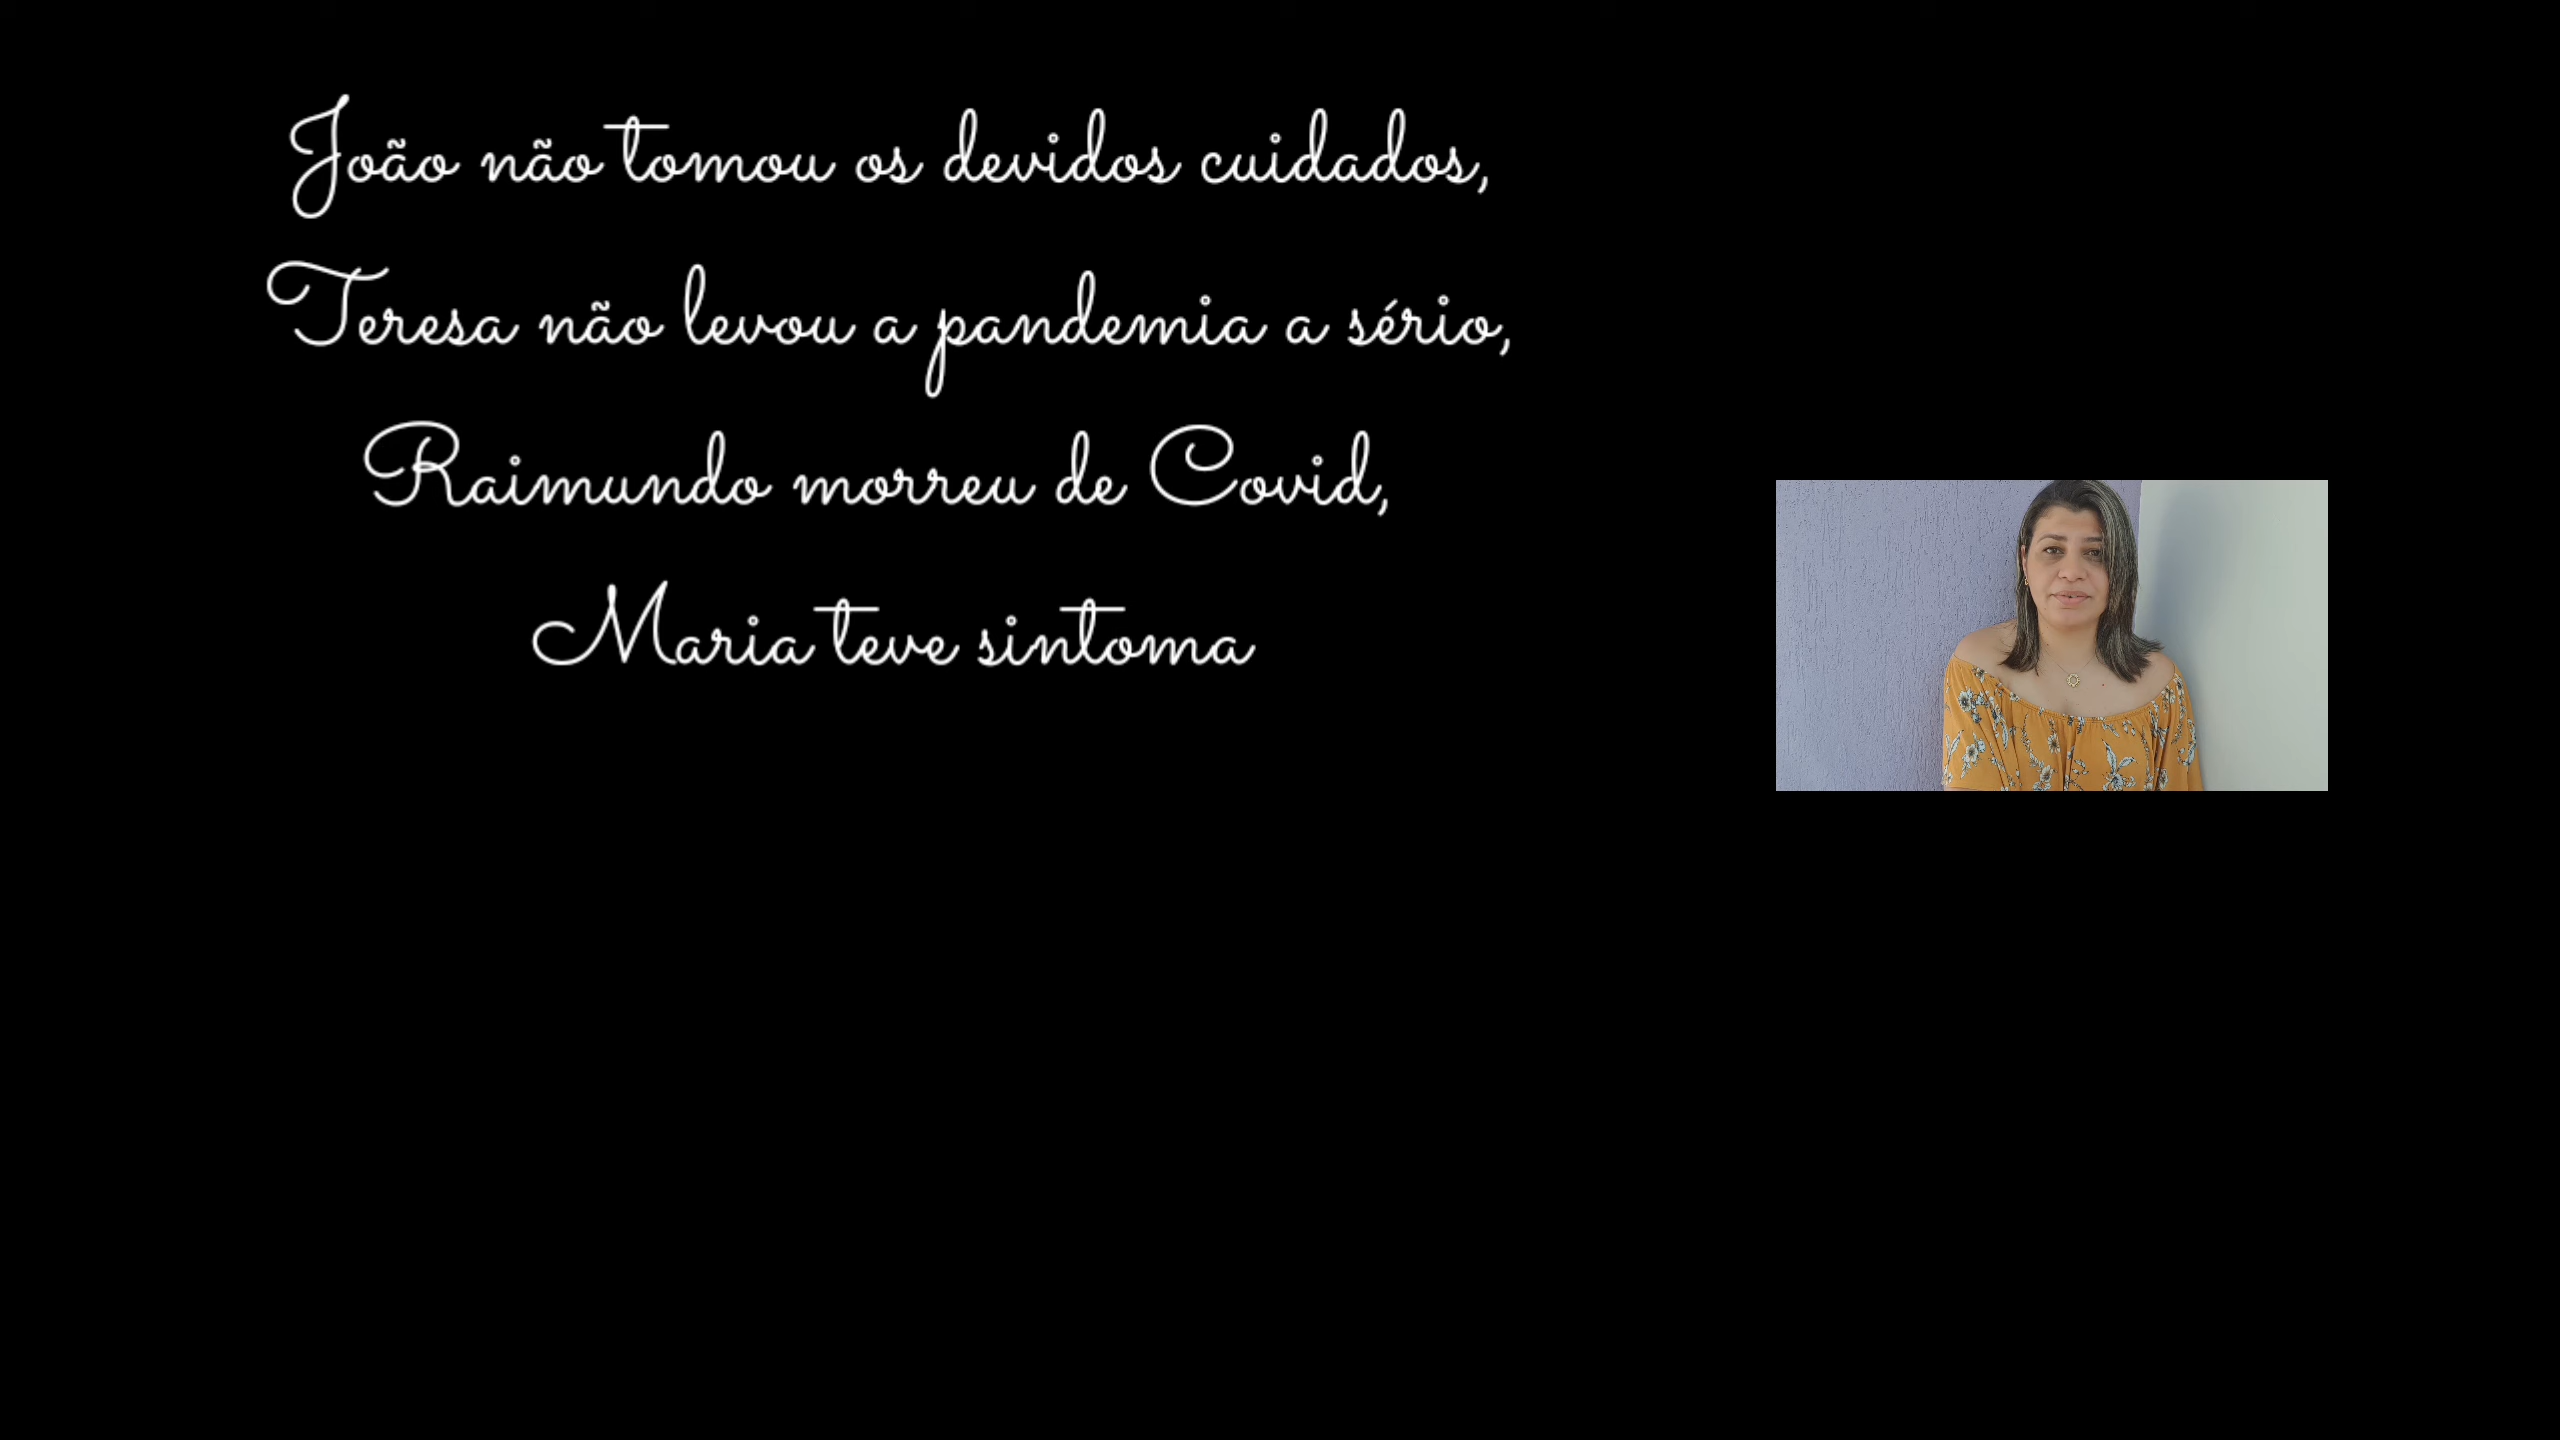 João não tomou os devidos cuidados,
Teresa não levou a pandemia a sério,
Raimundo morreu de Covid,
Maria teve sintoma